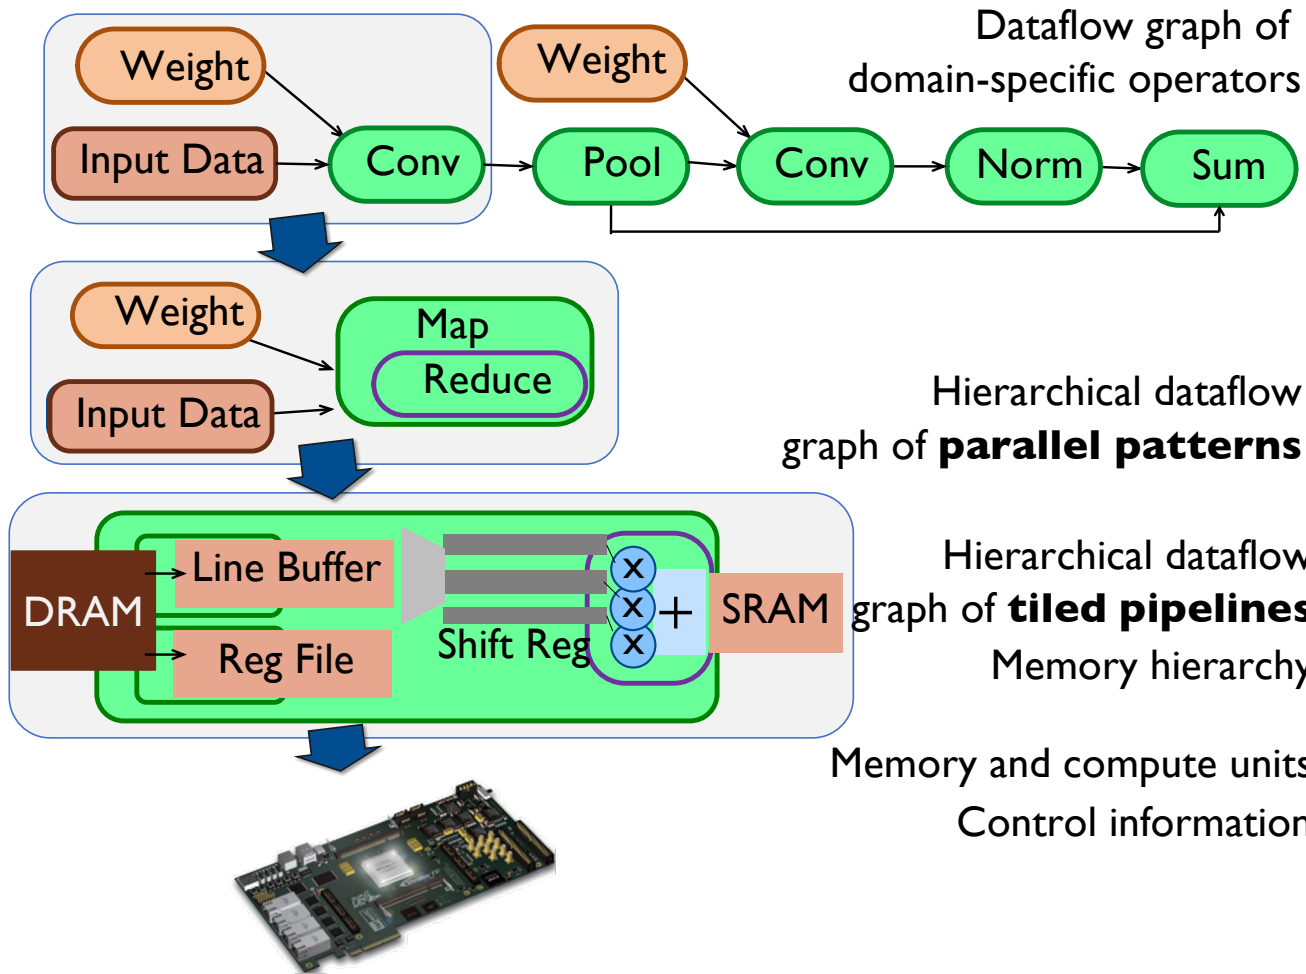 Dataflow graph of
domain-specific operators
Weight
Weight
Input Data
Conv
Pool
Conv
Norm
Sum
Weight
Input Data
Map
Reduce
Hierarchical dataflow
graph of parallel patterns
DRAM
Line Buffer
Reg File
Shift Reg
x
x
x
+
SRAM
Hierarchical dataflow
graph of tiled pipelines
Memory hierarchy
Memory and compute units
Control information